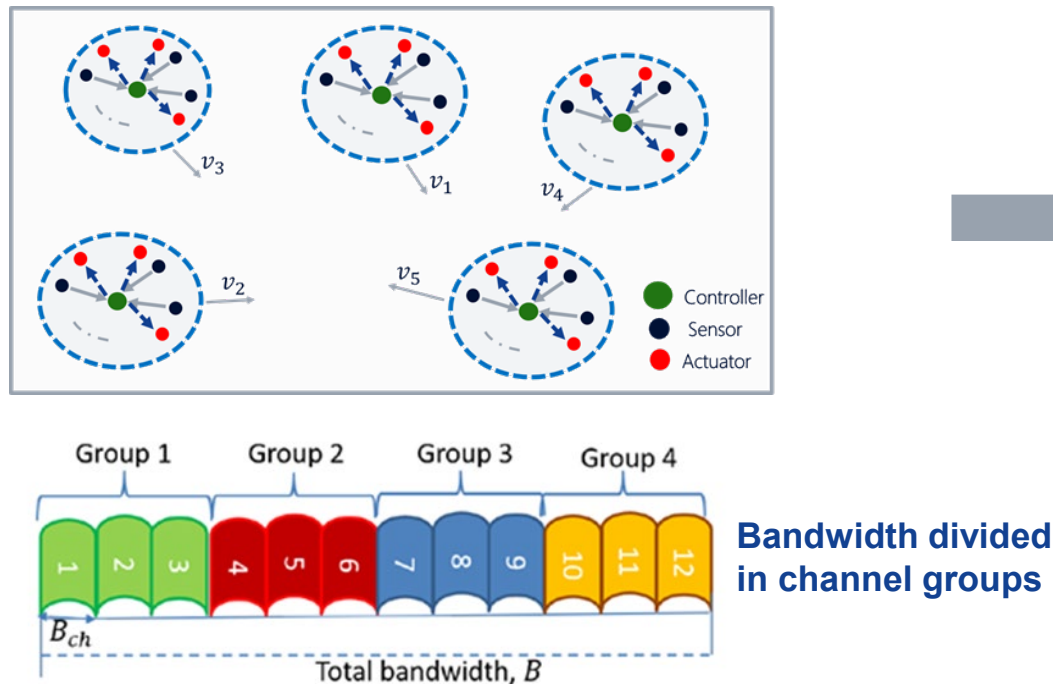 v₃
v₁
v₄
v₂
v₅
Controller
Sensor
Actuator
Group 1
Group 2
Group 3
Group 4
1 2 3 4 5 6 7 8 9 10 11 12
B_ch
Total bandwidth, B
Bandwidth divided
in channel groups